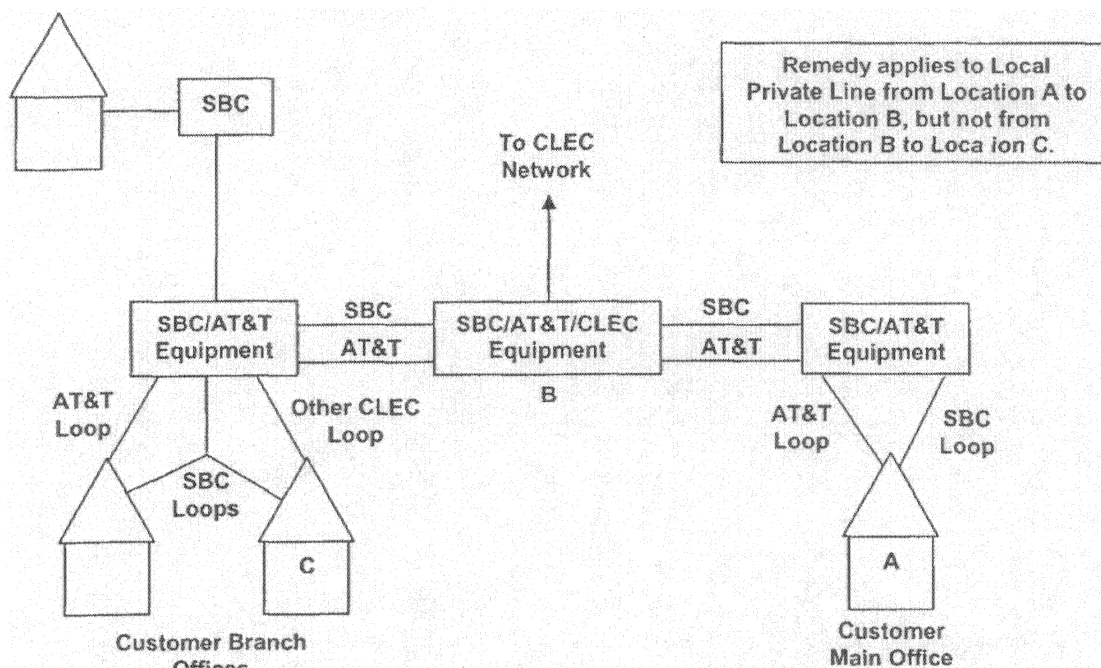 SBC
Remedy applies to Local
Private Line from Location A to
Location B, but not from
Location B to Loca ion C.
To CLEC
Network
SBC/AT&T
Equipment
SBC
AT&T
SBC/AT&T/CLEC
Equipment
B
SBC
AT&T
SBC/AT&T
Equipment
AT&T
Loop
Other CLEC
Loop
SBC
Loops
AT&T
Loop
SBC
Loop
C
A
Customer Branch
Offices
Customer
Main Office